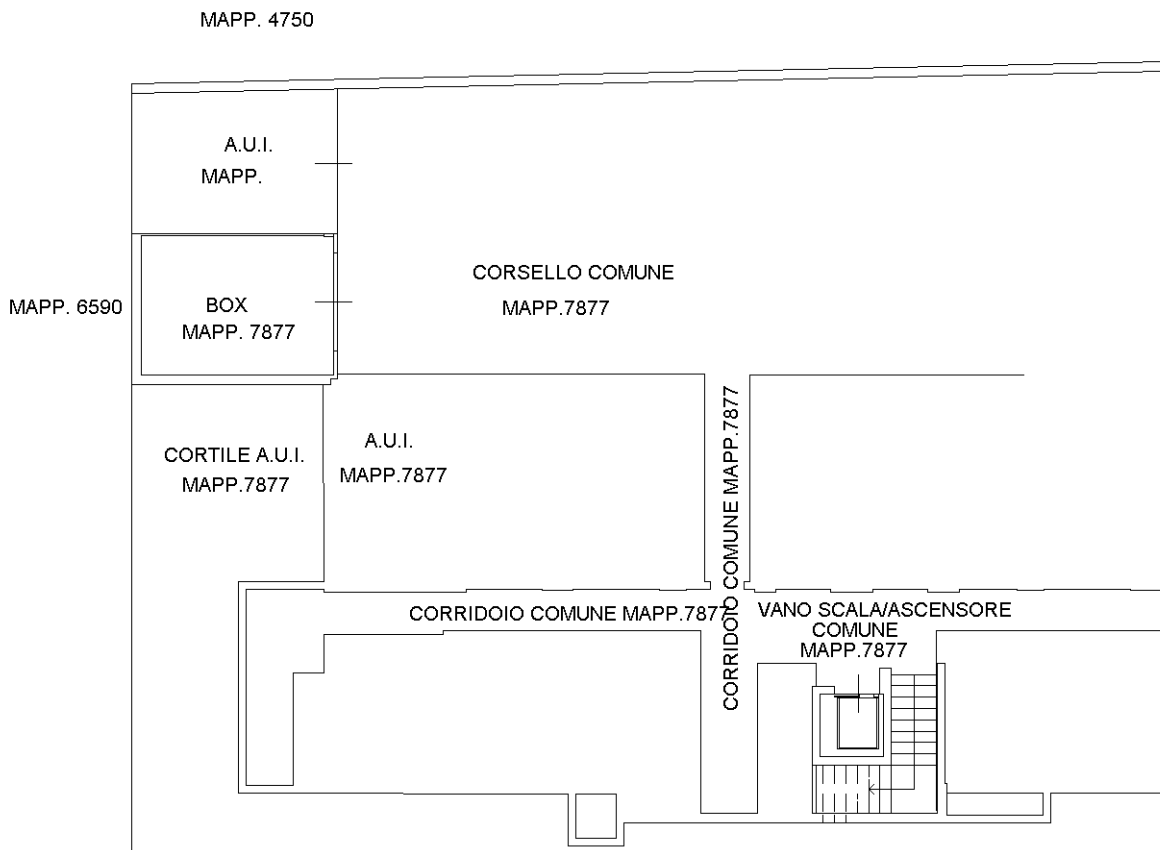 MAPP. 4750
A.U.I.
MAPP.
CORSELLO COMUNE
MAPP.7877
MAPP. 6590
BOX
MAPP. 7877
CORTILE A.U.I.
MAPP.7877
A.U.I.
MAPP.7877
CORRIDOIO COMUNE MAPP.7877
CORRIDOIO COMUNE MAPP.7877
VANO SCALA/ASCENSORE
COMUNE
MAPP.7877